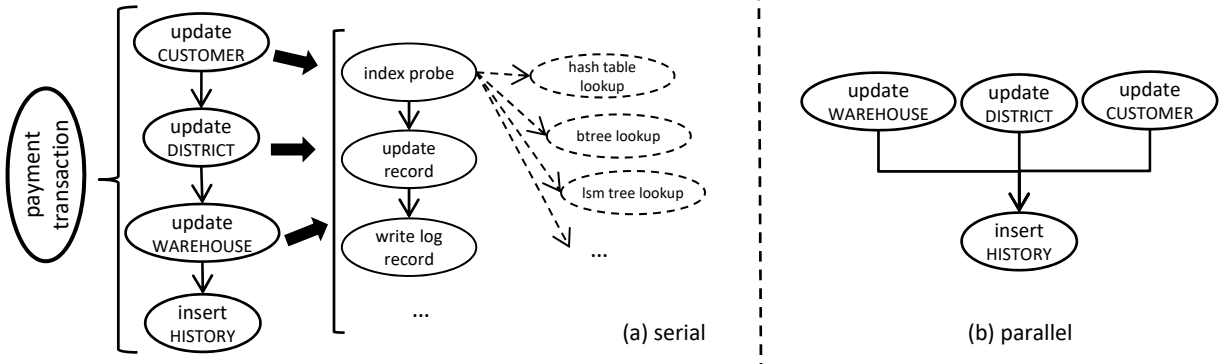 payment
transaction
update
CUSTOMER
update
DISTRICT
update
WAREHOUSE
insert
HISTORY
index probe
update
record
write log
record
...
hash table
lookup
btree lookup
lsm tree lookup
...
(a) serial
update
WAREHOUSE
update
DISTRICT
update
CUSTOMER
insert
HISTORY
(b) parallel